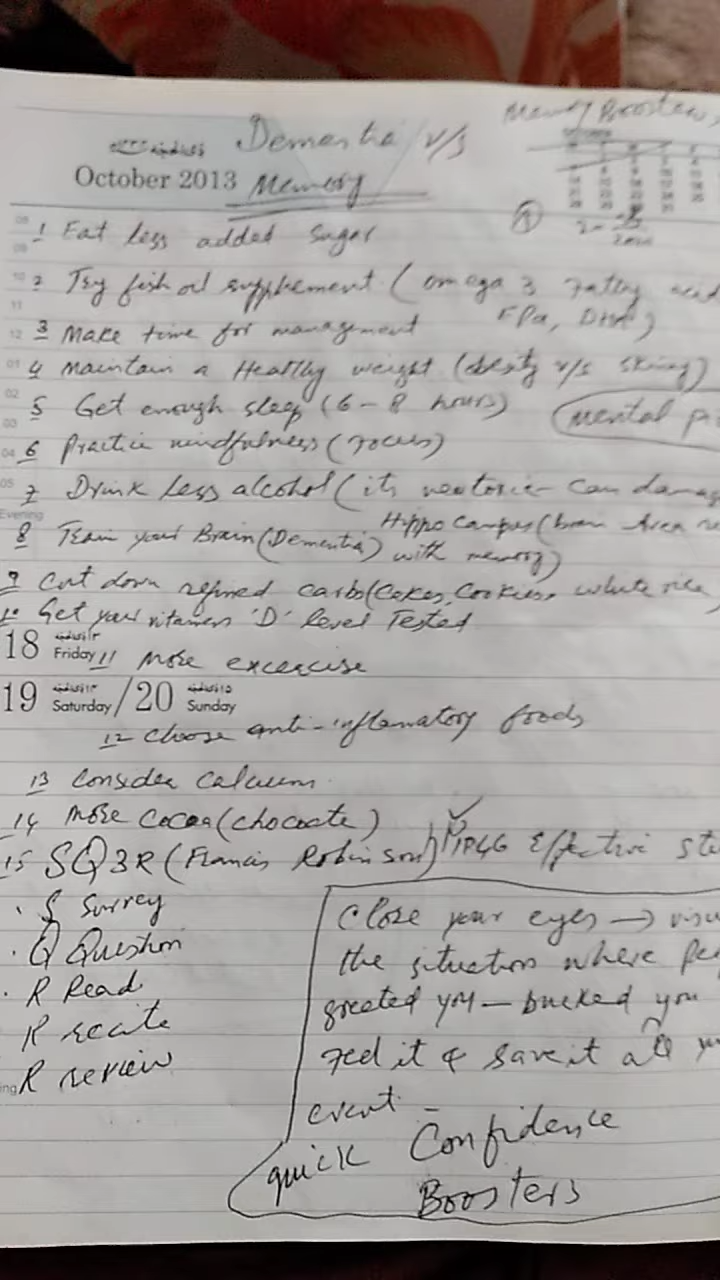 Dementia v/s
Memory Boosters
October 2013 Memory
1 Eat less added sugar
2 Try fish oil supplement (omega 3 fatty acid
EPa, DHA)
3 Make time for management
4 Maintain a Healthy weight (obesity v/s skinny)
5 Get enough sleep (6-8 hours)
mental
6 Practice mindfulness (Focus)
7 Drink less alcohol (its can damag
Hippocampus (brain Area
8 Train your Brain (Dementia) with memory)
9 Cut down refined carbs (Cakes, Cookies, white rice
10 Get your vitamen 'D' level Tested
18 Friday 11 More excercise
19 Saturday / 20 Sunday
12 Choose anti-inflamatory foods
13 Consider Calcium
14 More Cocoa (chocoate)
15 SQ3R (Francis Robinson) Effective
S Survey
Q Question
R Read
R recite
R review
Close your eyes → visu
the situation where
greeted you —
feel it & save it
event -
quick Confidence
Boosters